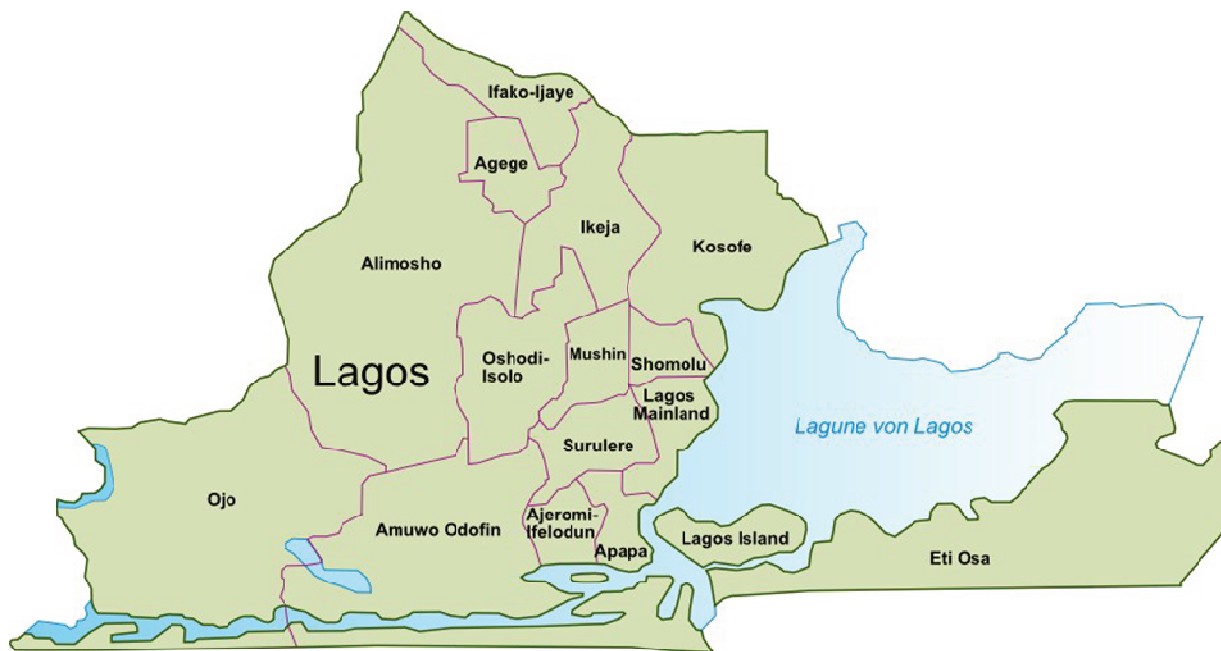 Ifako-Ijaye
Agege
Ikeja
Kosofe
Alimosho
Oshodi-
Isolo
Mushin
Shomolu
Lagos
Lagos
Mainland
Lagune von Lagos
Surulere
Ojo
Amuwo Odofin
Ajeromi-
Ifelodun
Apapa
Lagos Island
Eti Osa